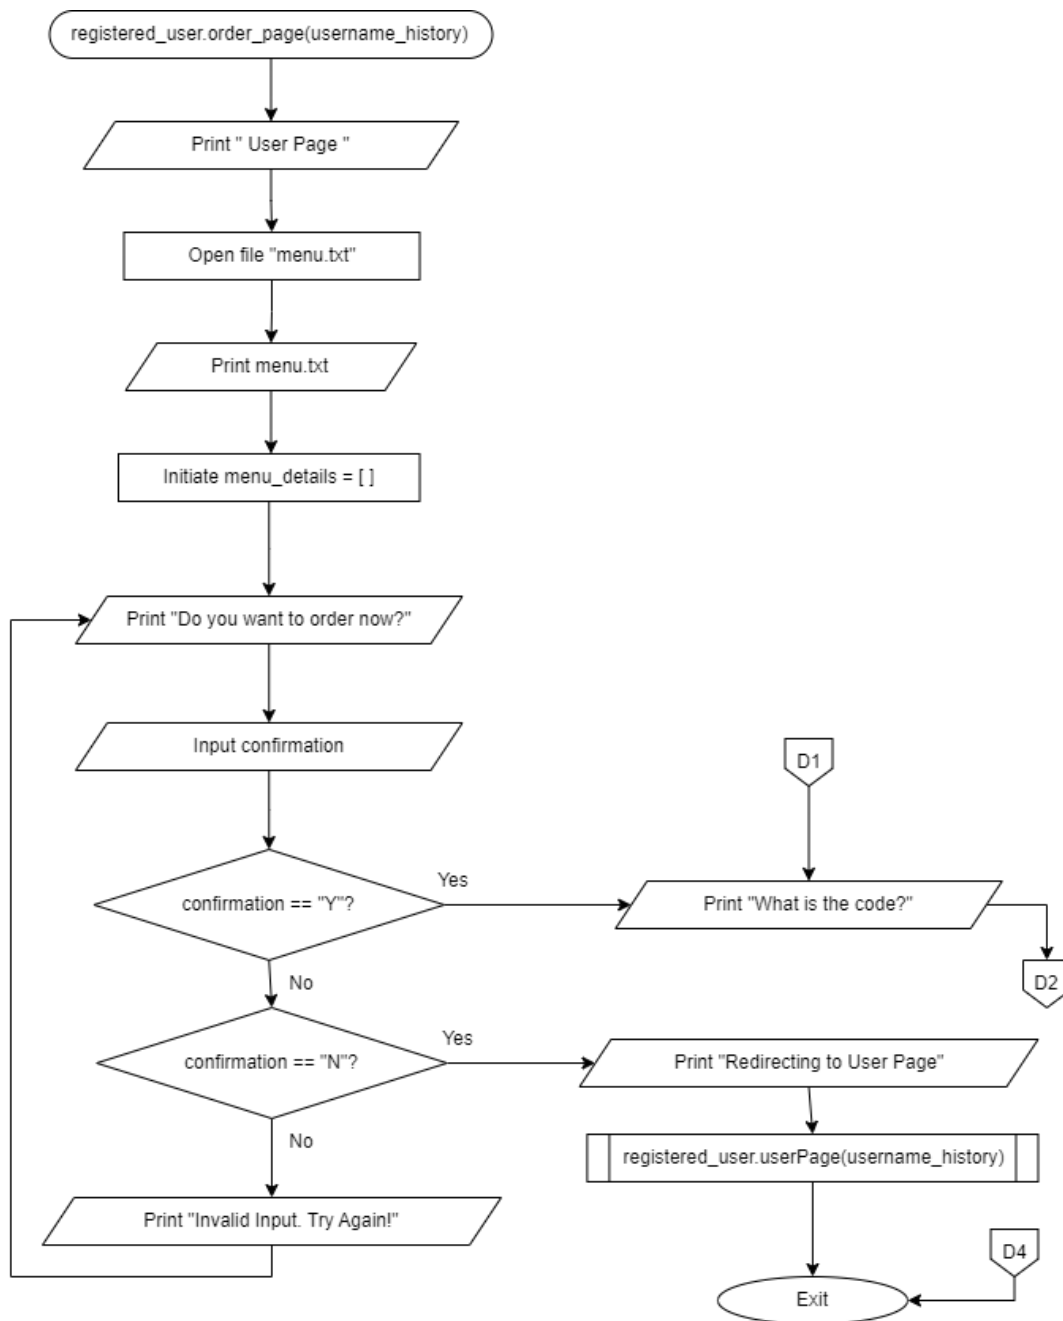 registered_user.order_page(username_history)
Print " User Page "
Open file "menu.txt"
Print menu.txt
Initiate menu_details = [ ]
Print "Do you want to order now?"
Input confirmation
D1
confirmation == "Y"?
Yes
Print "What is the code?"
D2
No
confirmation == "N"?
Yes
Print "Redirecting to User Page"
No
registered_user.userPage(username_history)
Print "Invalid Input. Try Again!"
D4
Exit